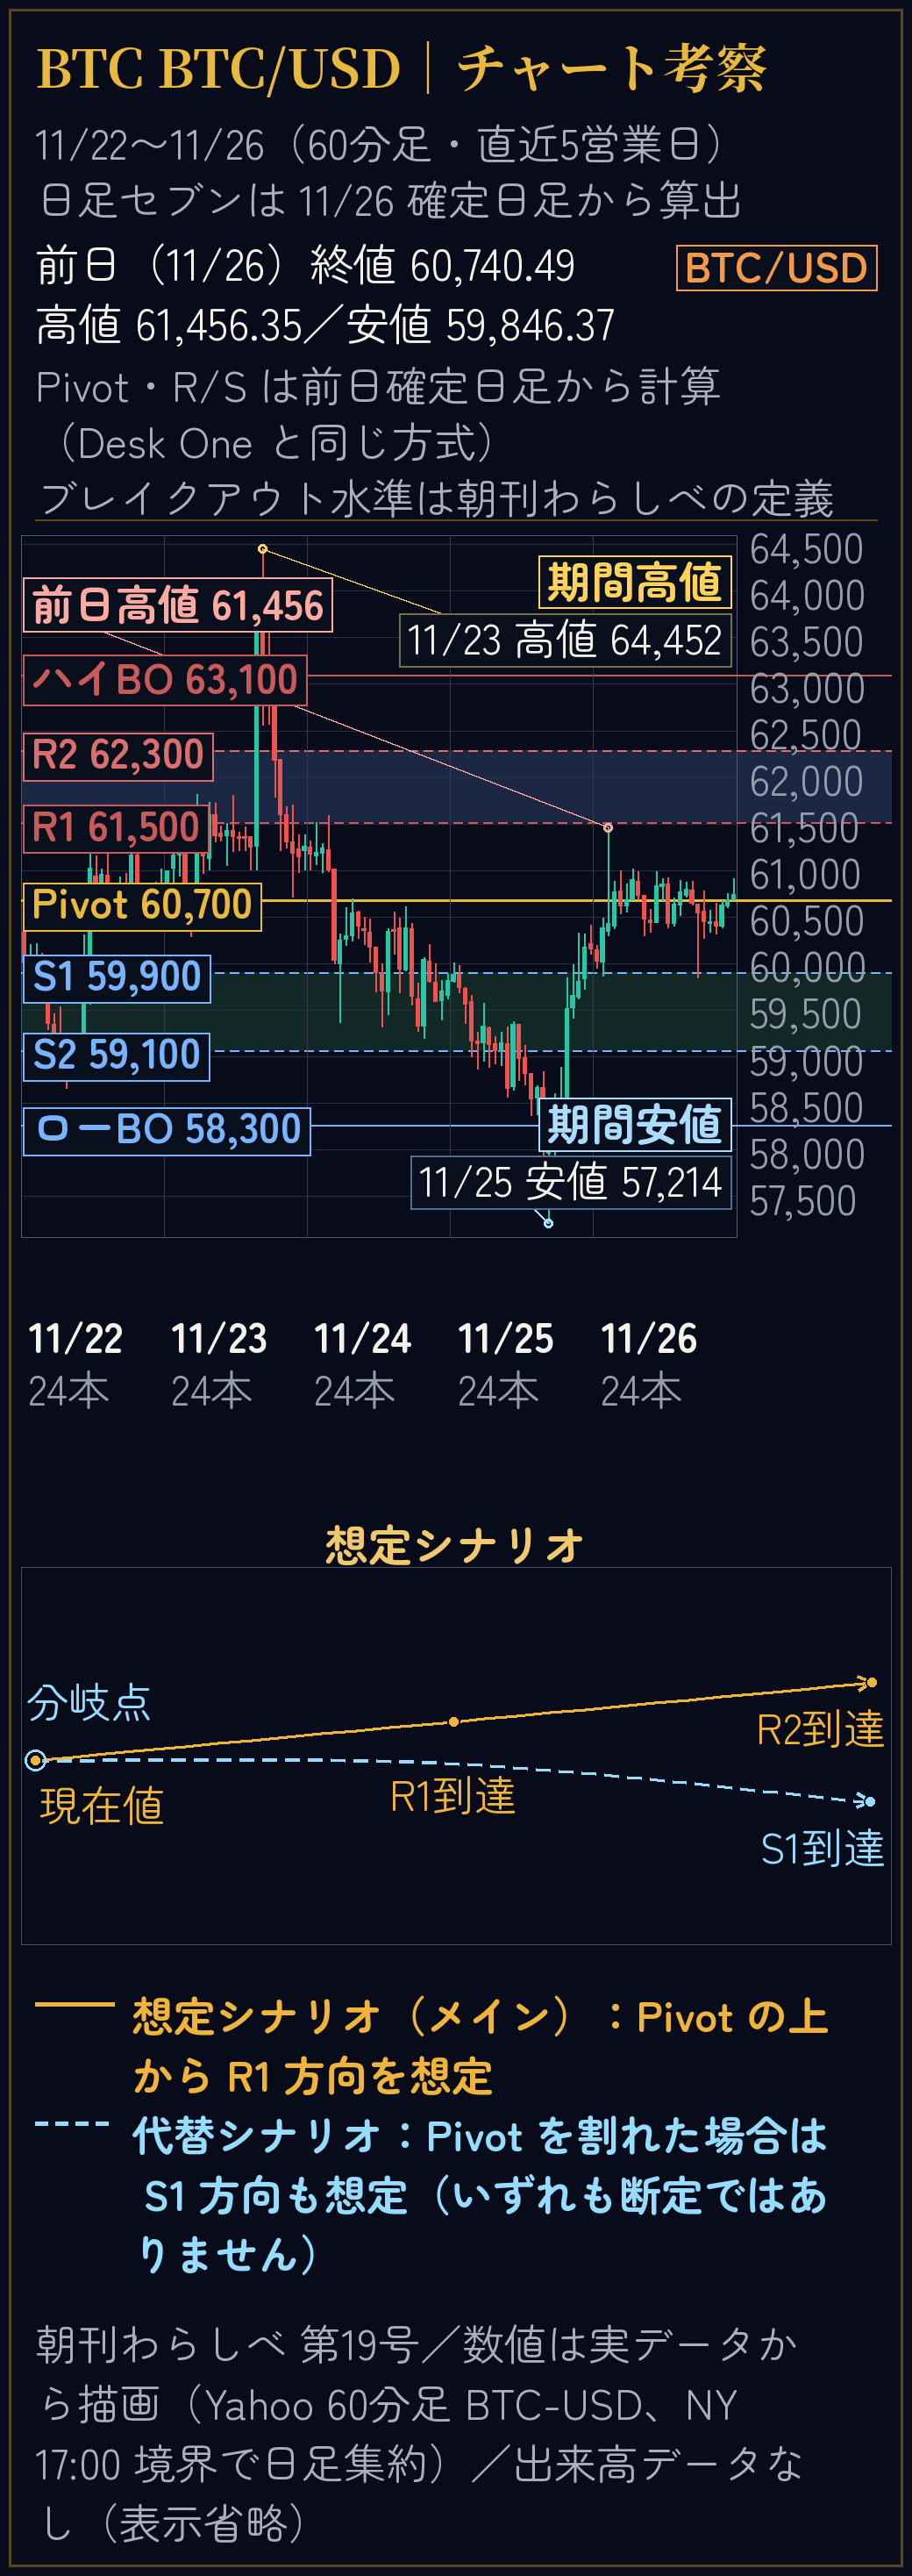 BTC BTC/USD｜チャート考察
11/22〜11/26（60分足・直近5営業日）
日足セブンは 11/26 確定日足から算出
前日（11/26）終値 60,740.49
BTC/USD
高値 61,456.35／安値 59,846.37
Pivot・R/S は前日確定日足から計算
（Desk One と同じ方式）
ブレイクアウト水準は朝刊わらしべの定義
期間高値
11/23 高値 64,452
前日高値 61,456
ハイBO 63,100
R2 62,300
R1 61,500
Pivot 60,700
S1 59,900
S2 59,100
ローBO 58,300
期間安値
11/25 安値 57,214
64,500
64,000
63,500
63,000
62,500
62,000
61,500
61,000
60,500
60,000
59,500
59,000
58,500
58,000
57,500
11/22 11/23 11/24 11/25 11/26
24本 24本 24本 24本 24本
想定シナリオ
分岐点
現在値
R1到達
R2到達
S1到達
想定シナリオ（メイン）：Pivot の上
から R1 方向を想定
代替シナリオ：Pivot を割れた場合は
S1 方向も想定（いずれも断定ではあ
りません）
朝刊わらしべ 第19号／数値は実データか
ら描画（Yahoo 60分足 BTC-USD、NY
17:00 境界で日足集約）／出来高データな
し（表示省略）